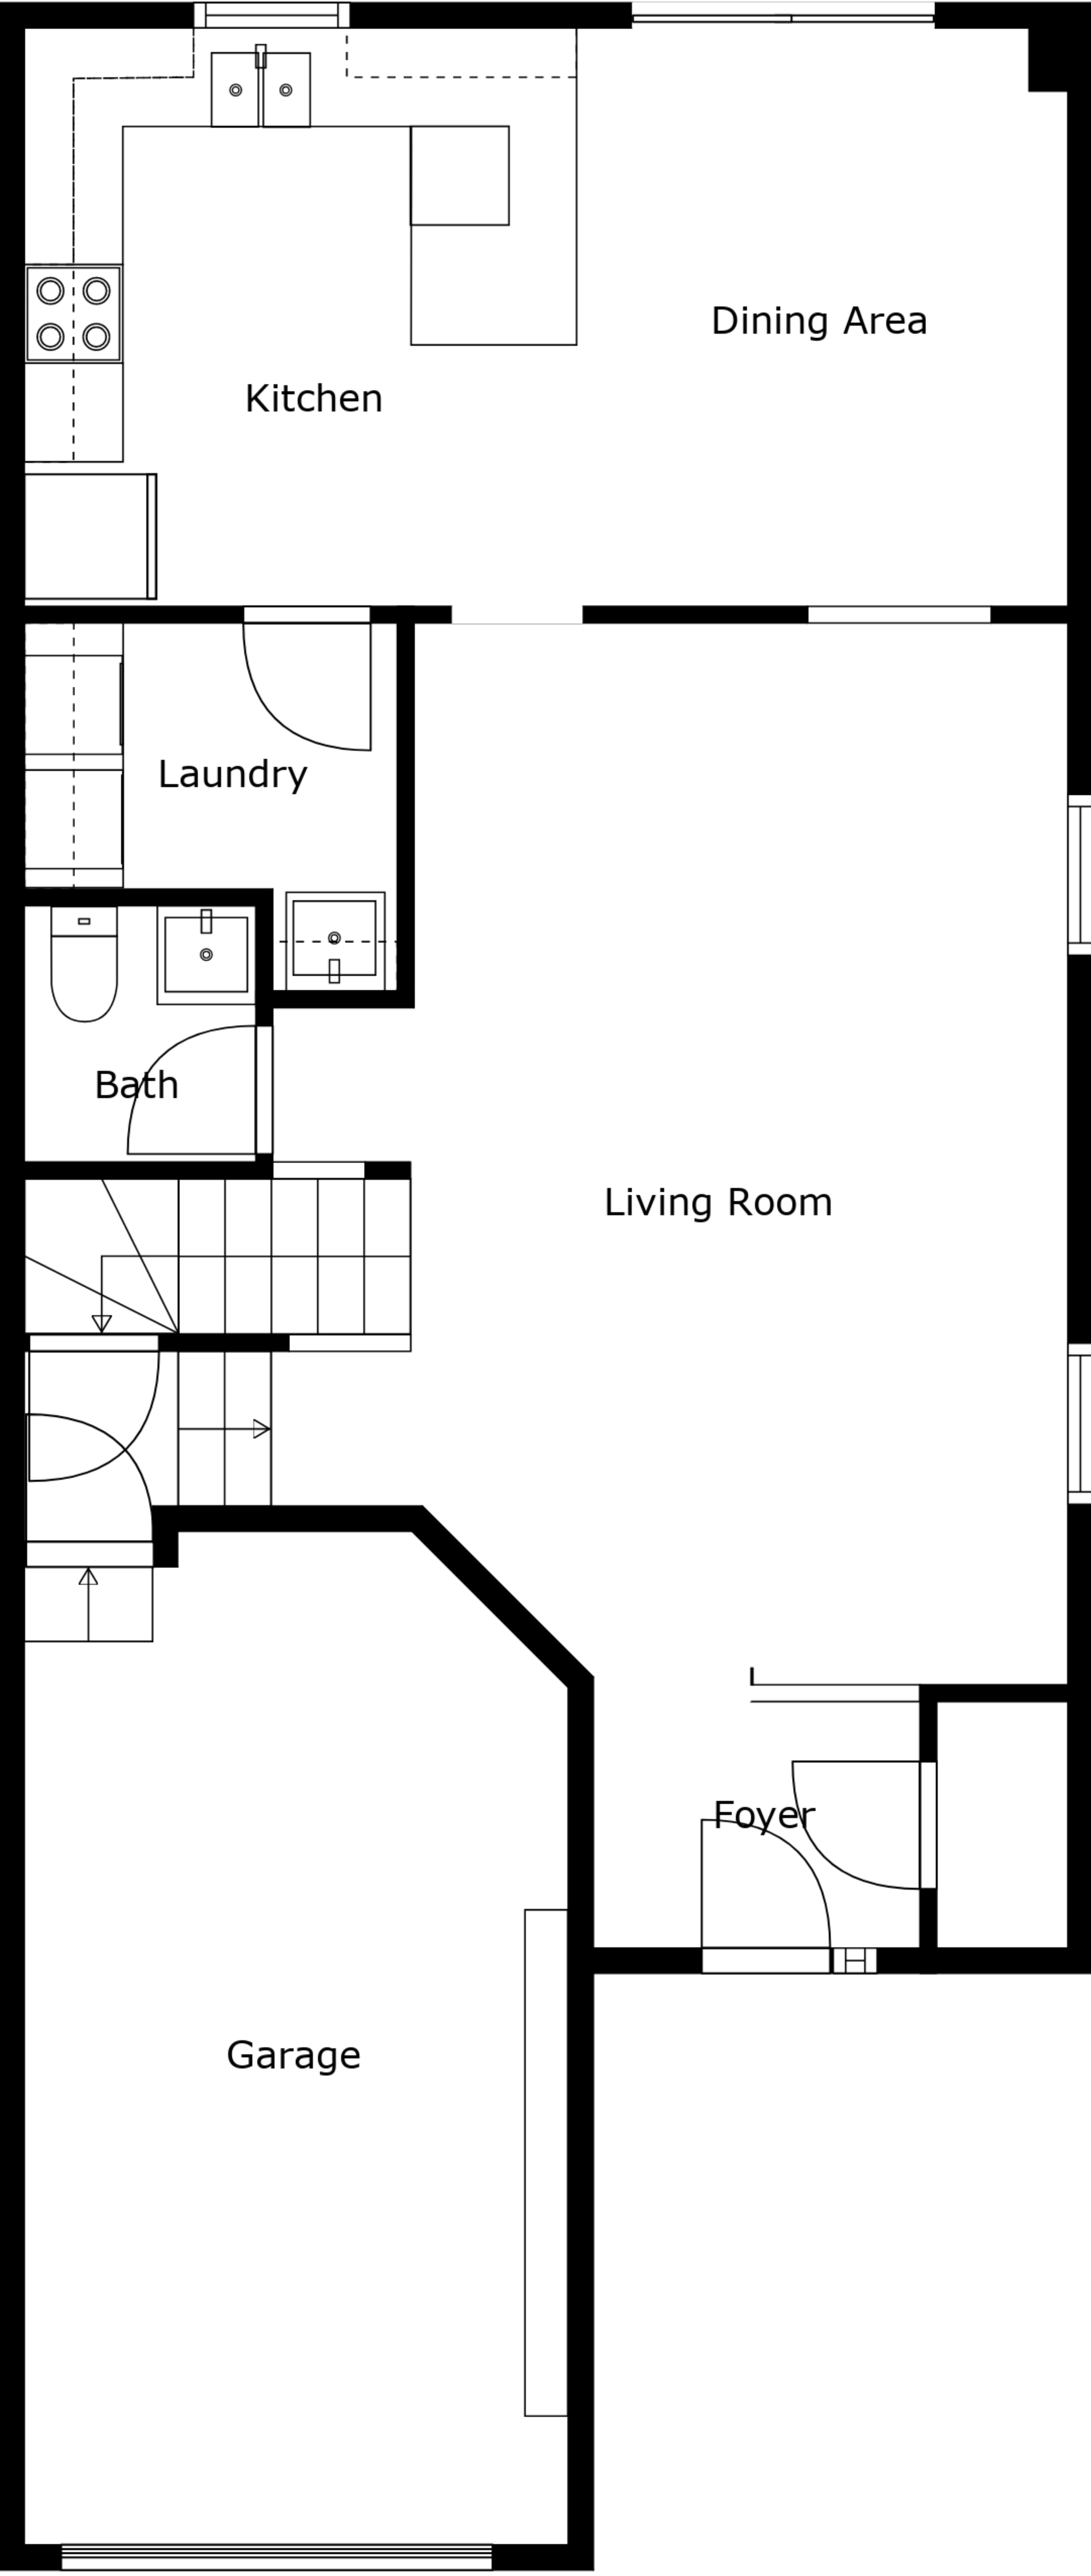 Dining Area
Kitchen
Laundry
Bath
Living Room
Foyer
Garage